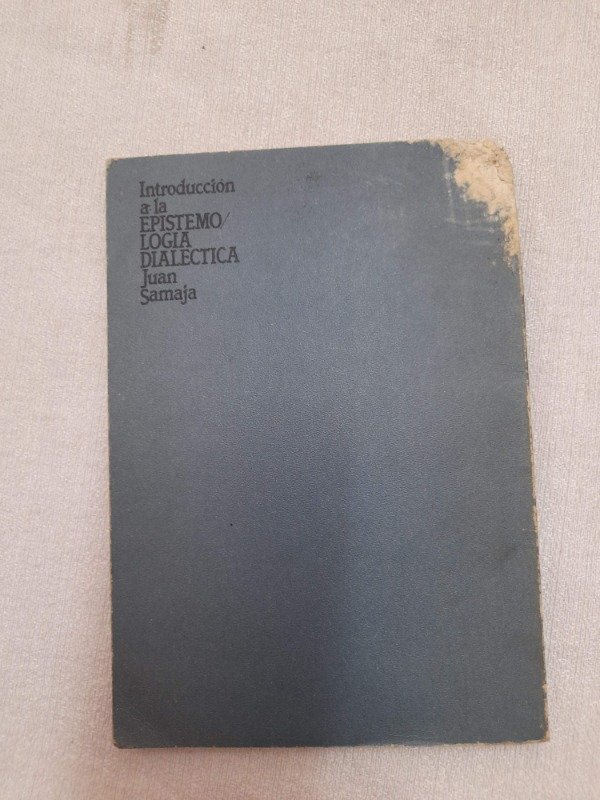 Introducción
a la
EPISTEMO/
LOGIA
DIALECTICA
Juan
Samaja